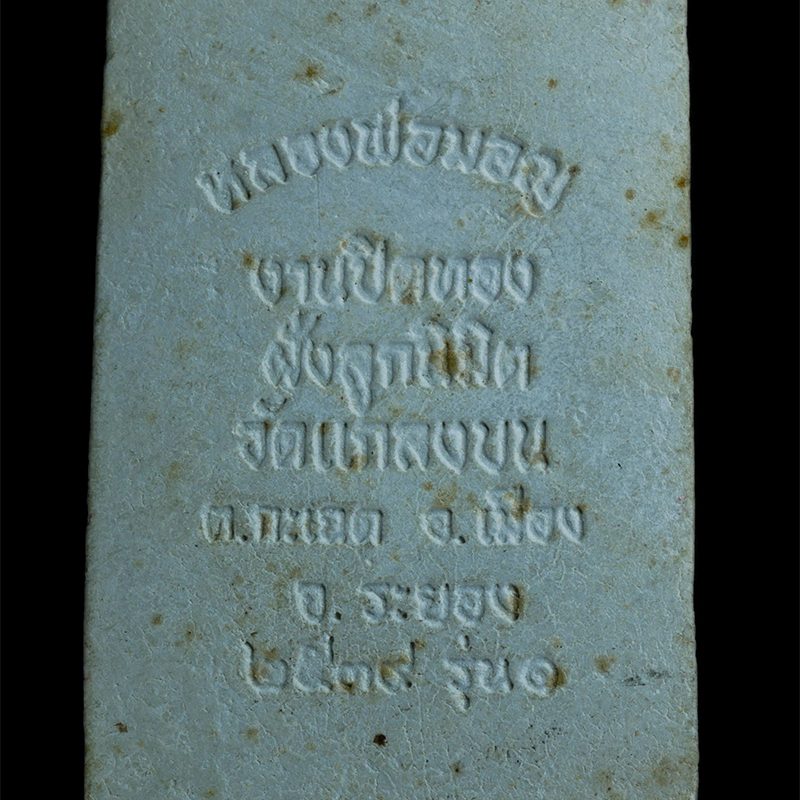 หลวงพ่อมอญ
งานปิดทอง
ฝังลูกนิมิต
วัดแกลงบน
ต.กะเฉด อ.เมือง
จ. ระยอง
๒๕๓๙ รุ่น๑